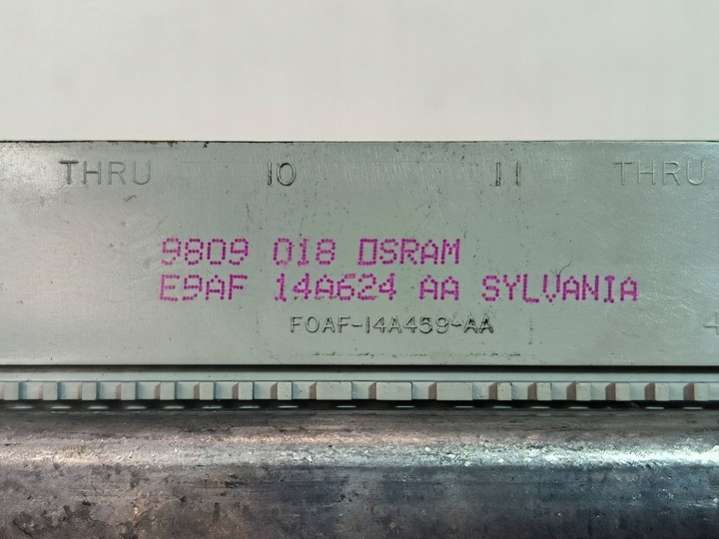 THRU 10 11 THRU
9809 018 OSRAM
E9AF 14A624 AA SYLVANIA
F0AF-14A459-AA